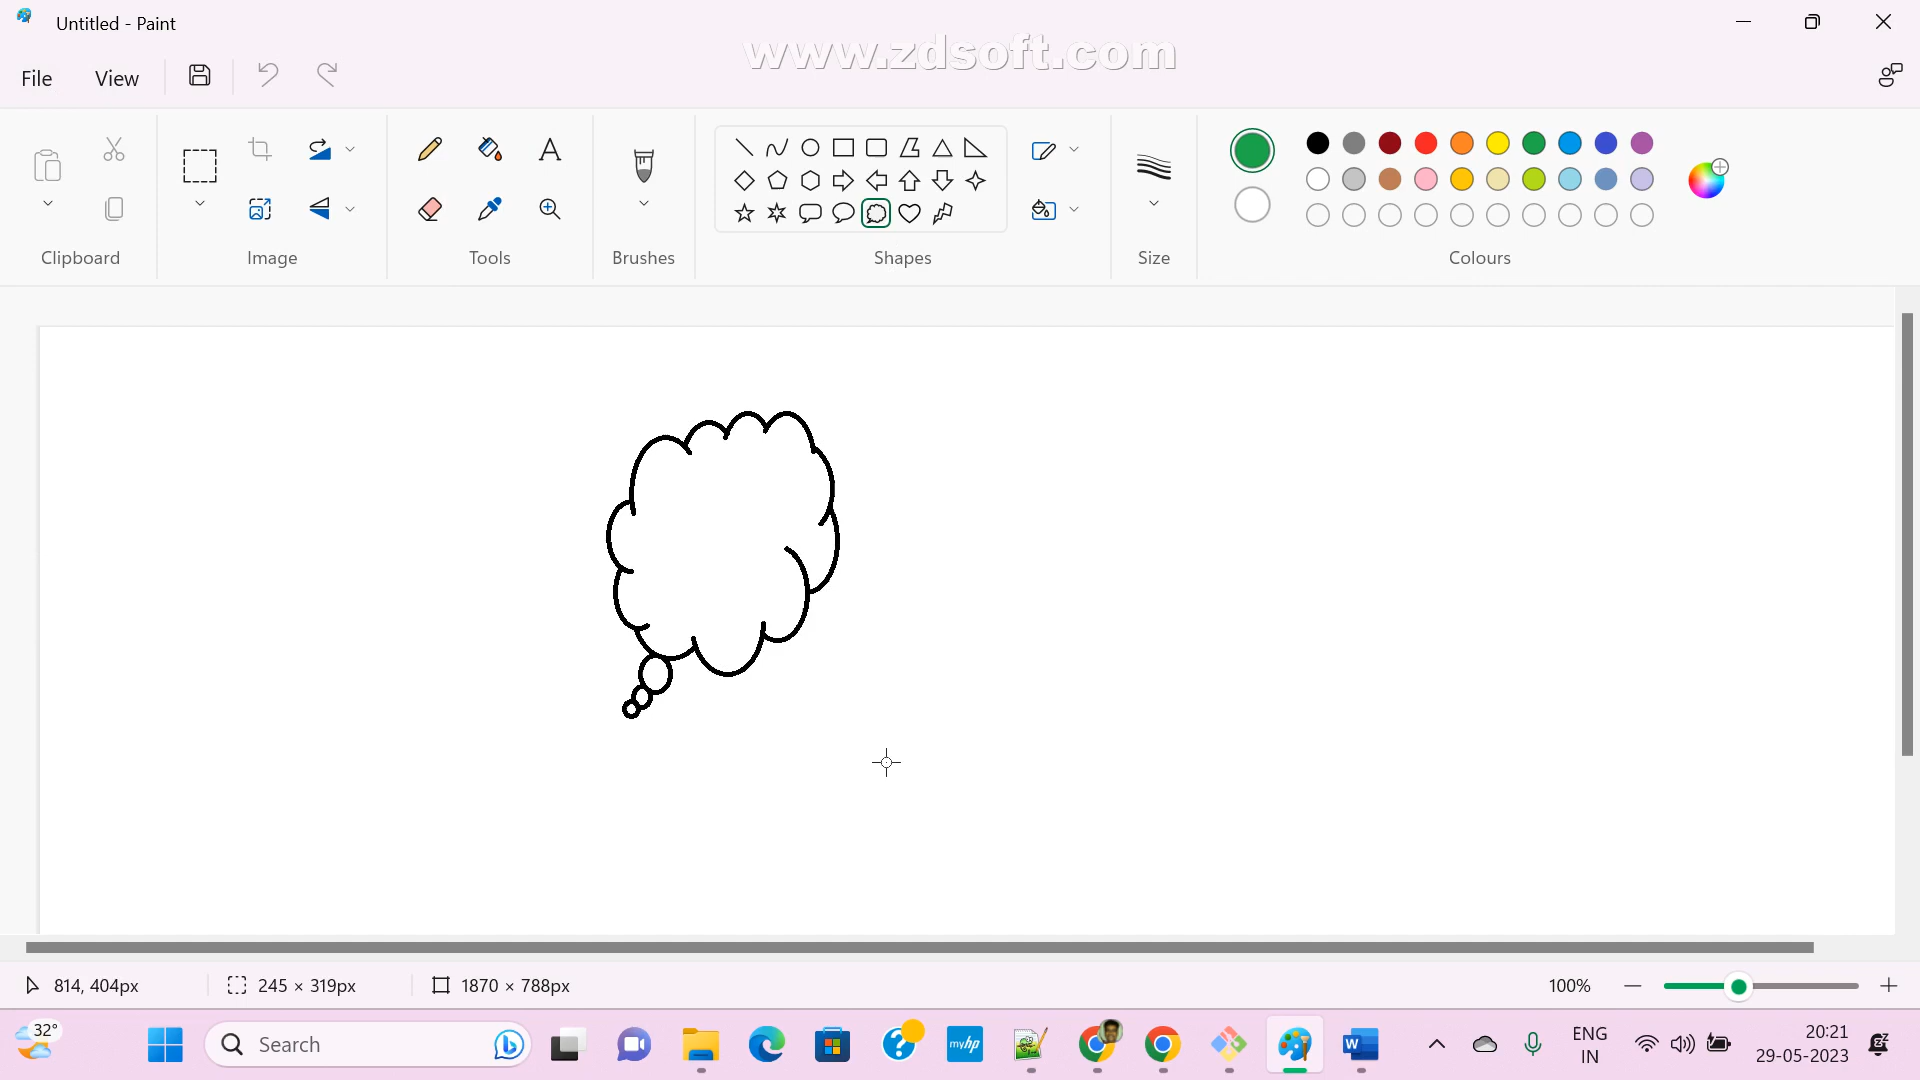 Untitled - Paint
www.zdsoft.com
File View
Clipboard Image Tools Brushes Shapes Size Colours
814, 404px 245 × 319px 1870 × 788px 100%
32° Search myhp W ENG 20:21
IN 29-05-2023